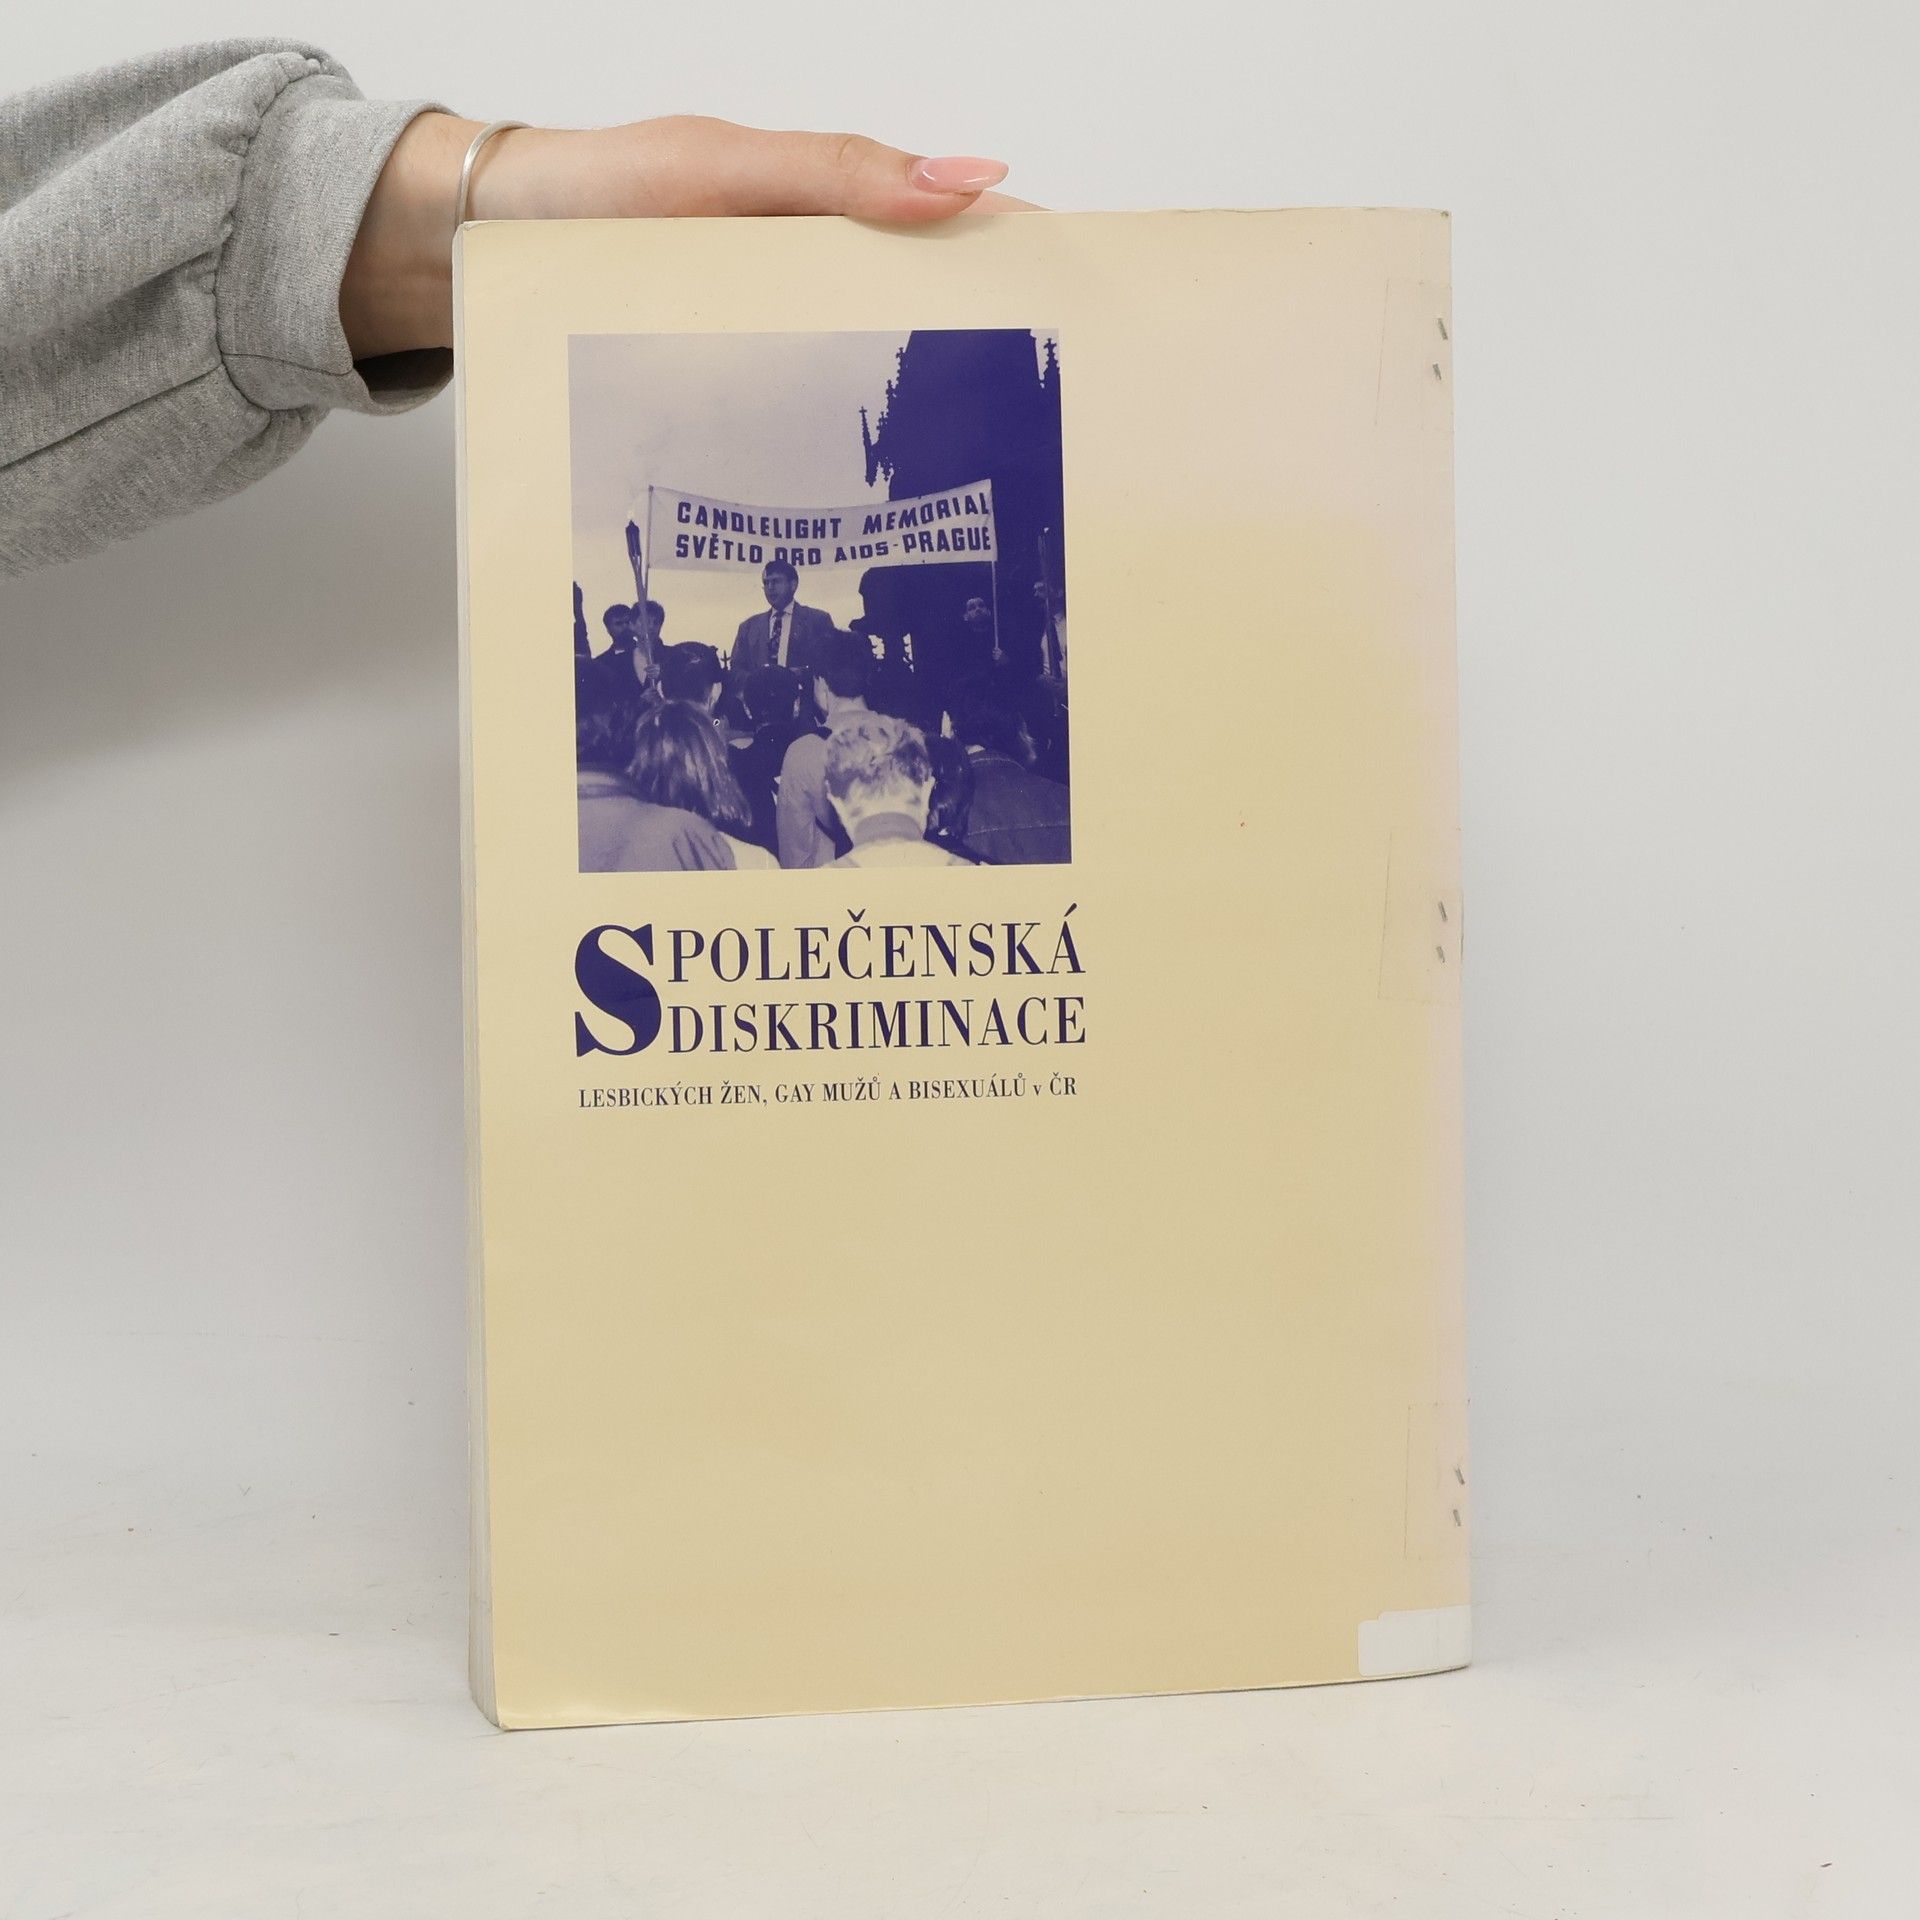 CANDLELIGHT MEMORIAL
SVĚTLO PRO AIDS-PRAGUE
SPOLEČENSKÁ
DISKRIMINACE
LESBICKÝCH ŽEN, GAY MUŽŮ A BISEXUÁLŮ v ČR